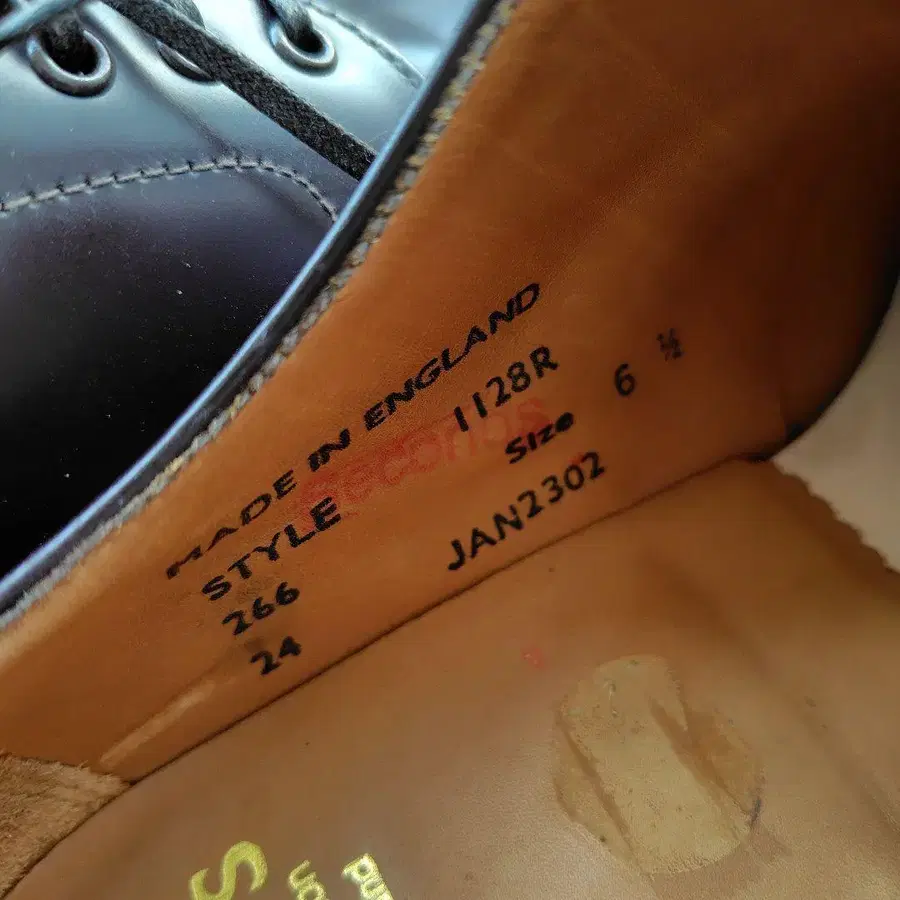 MADE IN ENGLAND
STYLE 1128R
Seconds
266 Size 6 ½
24 JAN2302
S